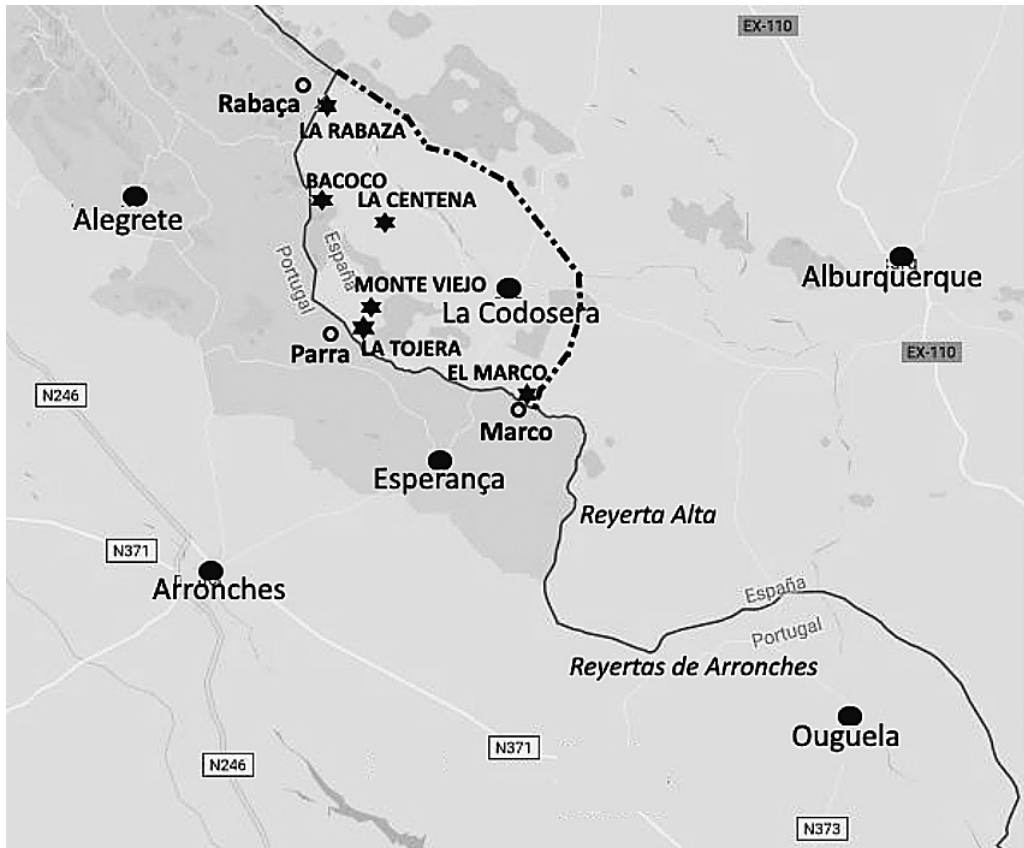 EX-110
Rabaça
LA RABAZA
BACOCO
LA CENTENA
Alegrete
España
Portugal
Alburquerque
MONTE VIEJO
La Codosera
Parra
LA TOJERA
EX-110
EL MARCO
N246
Marco
Esperança
Reyerta Alta
N371
Arronches
España
Portugal
Reyertas de Arronches
Ouguela
N371
N246
N373